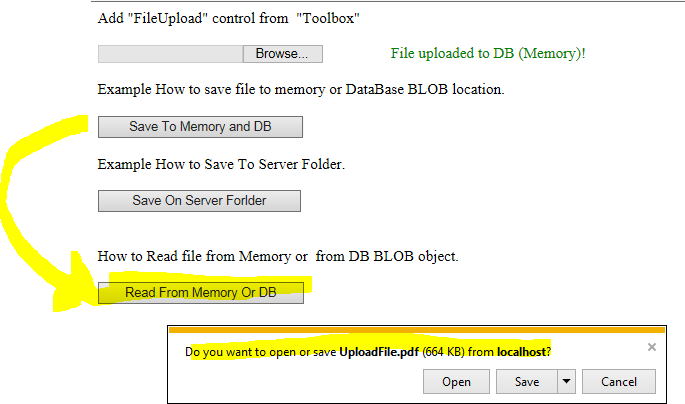 Add "FileUpload" control from "Toolbox"
Browse... File uploaded to DB (Memory)!
Example How to save file to memory or DataBase BLOB location.
Save To Memory and DB
Example How to Save To Server Folder.
Save On Server Forlder
How to Read file from Memory or from DB BLOB object.
Read From Memory Or DB
Do you want to open or save UploadFile.pdf (664 KB) from localhost? ×
Open Save Cancel